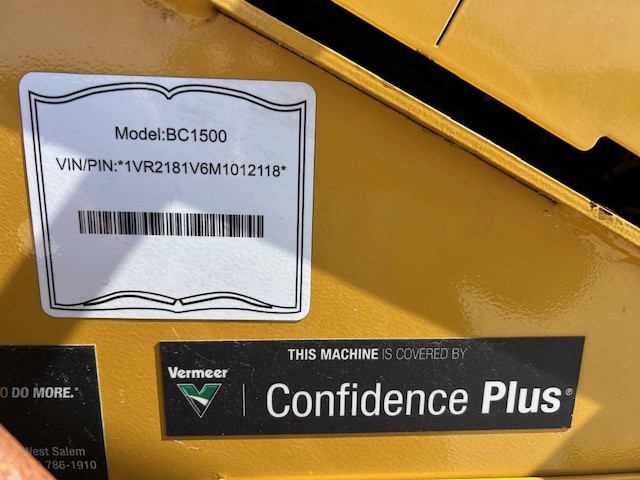 Model:BC1500
VIN/PIN:*1VR2181V6M1012118*
THIS MACHINE IS COVERED BY
Vermeer
Confidence Plus®
O DO MORE.
West Salem
786-1910